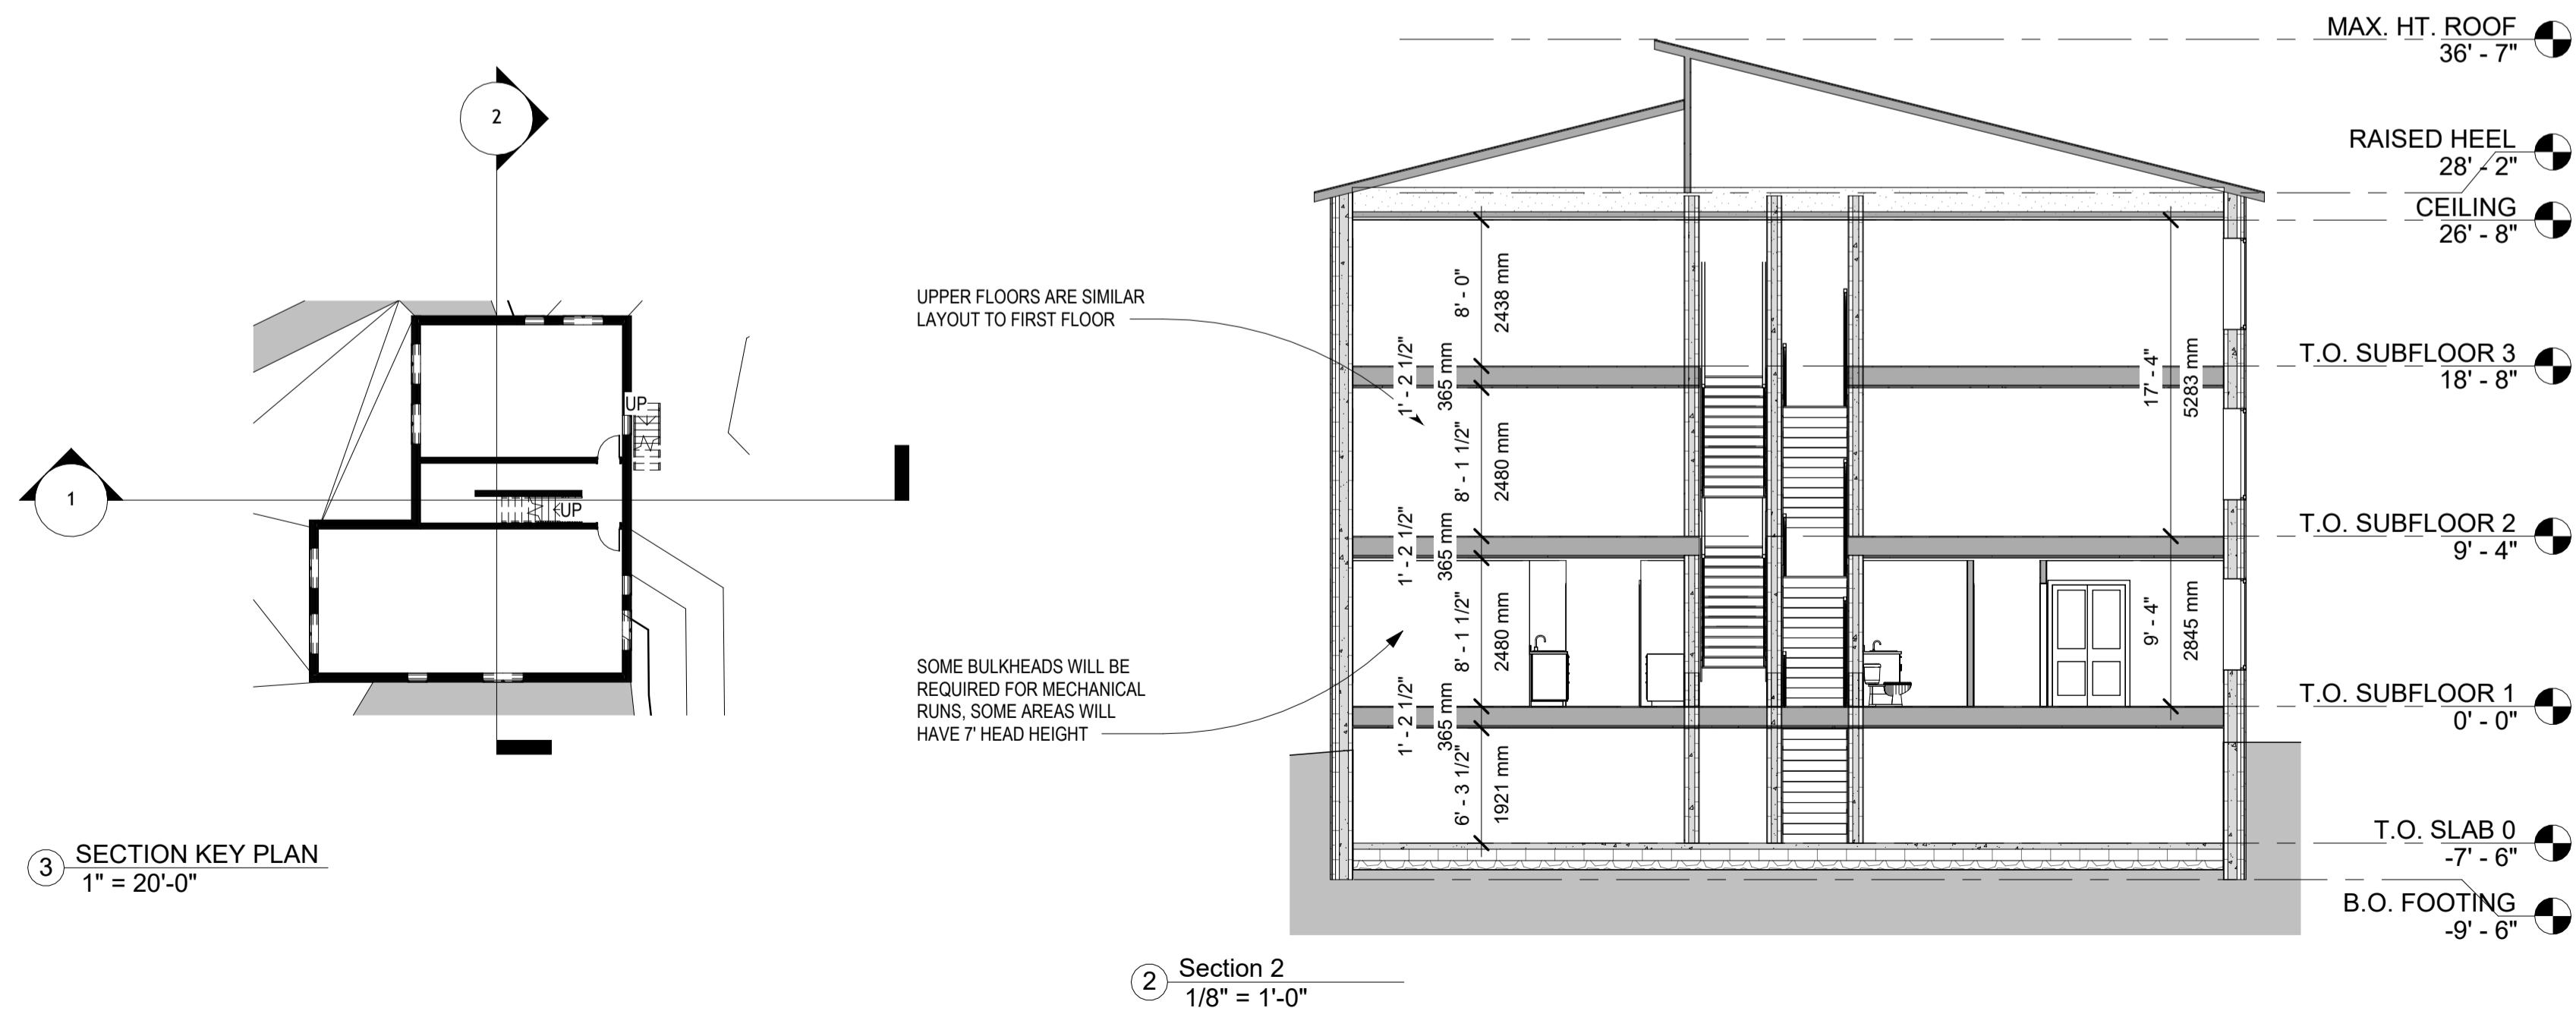 2
1
UP
UP
3
SECTION KEY PLAN
1" = 20'-0"
UPPER FLOORS ARE SIMILAR
LAYOUT TO FIRST FLOOR
SOME BULKHEADS WILL BE
REQUIRED FOR MECHANICAL
RUNS, SOME AREAS WILL
HAVE 7' HEAD HEIGHT
8' - 0"
2438 mm
1' - 2 1/2"
365 mm
8' - 1 1/2"
2480 mm
1' - 2 1/2"
365 mm
8' - 1 1/2"
2480 mm
1' - 2 1/2"
365 mm
6' - 3 1/2"
1921 mm
17' - 4"
5283 mm
9' - 4"
2845 mm
MAX. HT. ROOF
36' - 7"
RAISED HEEL
28' - 2"
CEILING
26' - 8"
T.O. SUBFLOOR 3
18' - 8"
T.O. SUBFLOOR 2
9' - 4"
T.O. SUBFLOOR 1
0' - 0"
T.O. SLAB 0
-7' - 6"
B.O. FOOTING
-9' - 6"
2
Section 2
1/8" = 1'-0"